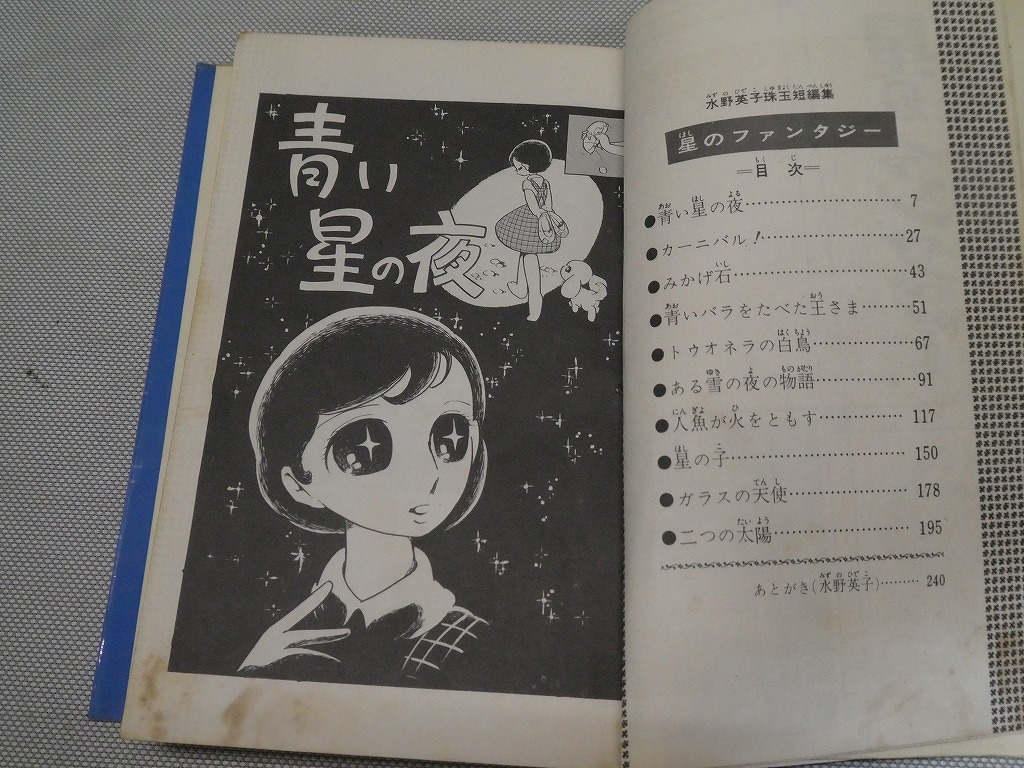 青い
星の夜
水野英子珠玉短編集
星のファンタジー
=目次=
●青い星の夜………………………7
●カーニバル!……………………27
●みかげ石…………………………43
●青いバラをたべた王さま………51
●トゥオネラの白鳥………………67
●ある雪の夜の物語………………91
●人魚が火をともす………………117
●星の子……………………………150
●ガラスの天使……………………178
●二つの太陽………………………195
あとがき(水野英子)………240